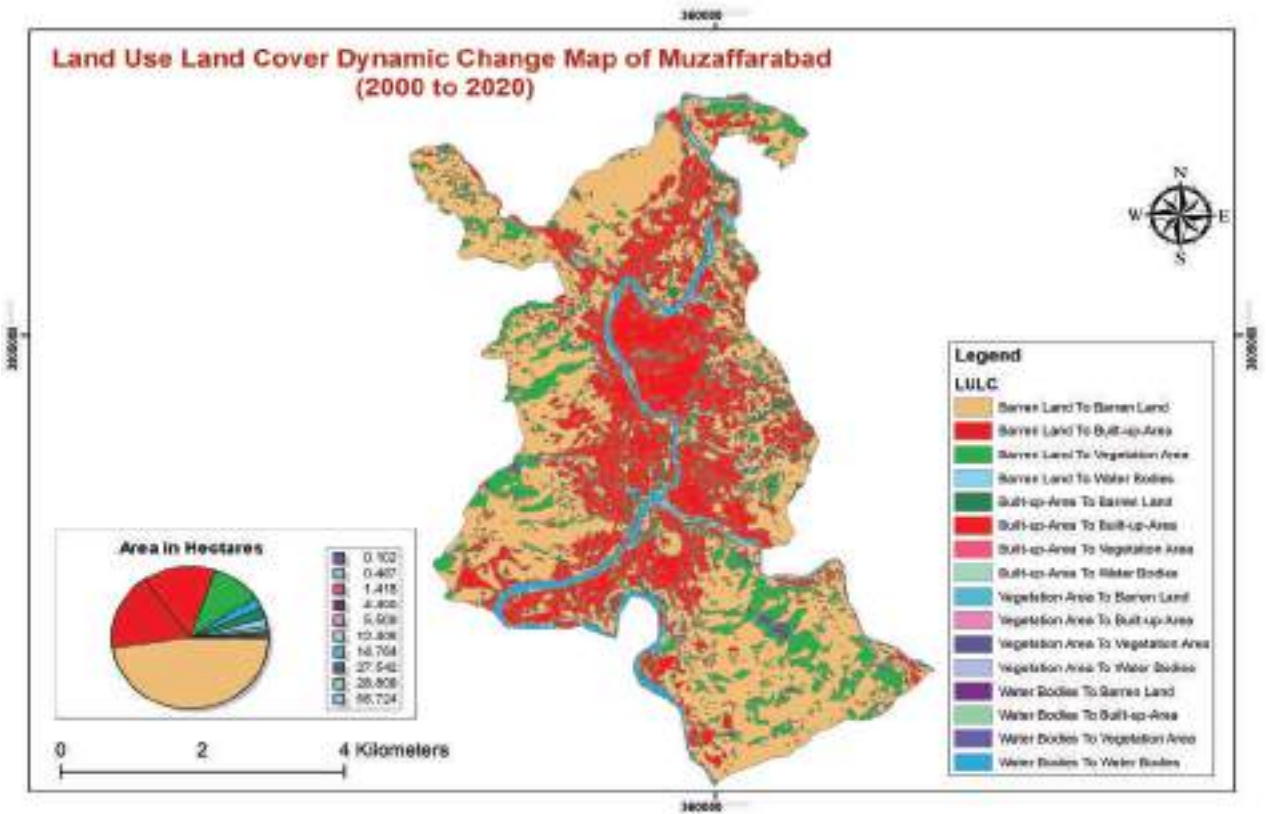 360000
Land Use Land Cover Dynamic Change Map of Muzaffarabad
(2000 to 2020)
N
W
E
S
Legend
LULC
Barren Land To Barren Land
Barren Land To Built-up-Area
Barren Land To Vegetation Area
Barren Land To Water Bodies
Built-up-Area To Barren Land
Built-up-Area To Built-up-Area
Built-up-Area To Vegetation Area
Built-up-Area To Water Bodies
Vegetation Area To Barren Land
Vegetation Area To Built-up-Area
Vegetation Area To Vegetation Area
Vegetation Area To Water Bodies
Water Bodies To Barren Land
Water Bodies To Built-up-Area
Water Bodies To Vegetation Area
Water Bodies To Water Bodies
Area in Hectares
0.102
27.542
0
2
4 Kilometers
360000